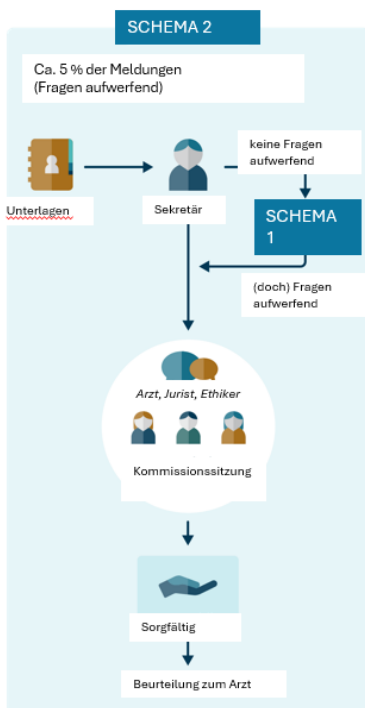 SCHEMA 2
Ca. 5 % der Meldungen
(Fragen aufwerfend)
keine Fragen
aufwerfend
Unterlagen
Sekretär
SCHEMA
1
(doch) Fragen
aufwerfend
Arzt, Jurist, Ethiker
Kommissionssitzung
Sorgfältig
Beurteilung zum Arzt